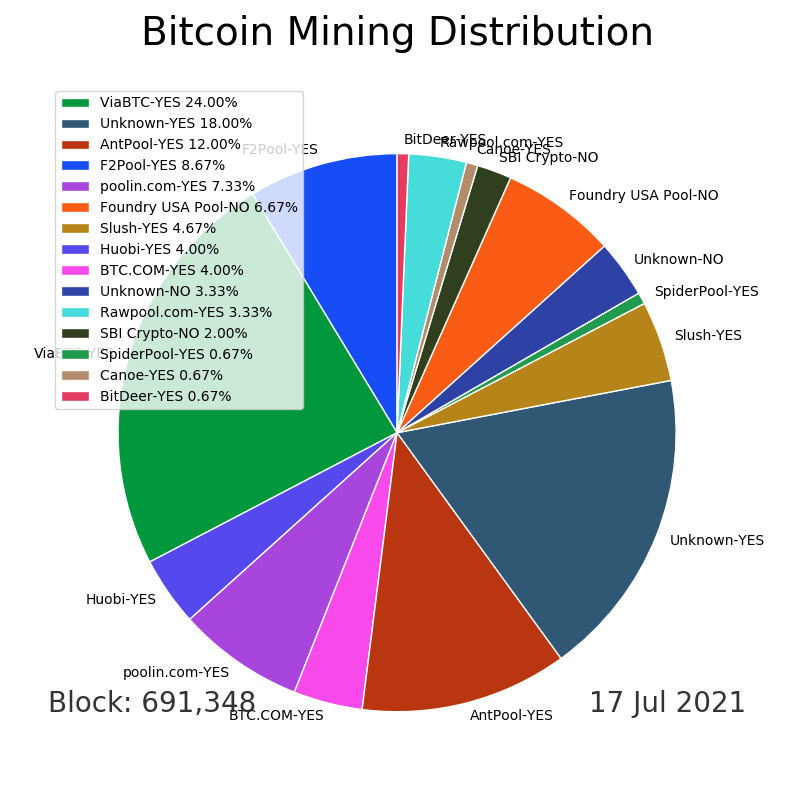 Bitcoin Mining Distribution
ViaBTC-YES 24.00%
Unknown-YES 18.00%
AntPool-YES 12.00%
F2Pool-YES 8.67%
poolin.com-YES 7.33%
Foundry USA Pool-NO 6.67%
Slush-YES 4.67%
Huobi-YES 4.00%
BTC.COM-YES 4.00%
Unknown-NO 3.33%
Rawpool.com-YES 3.33%
SBI Crypto-NO 2.00%
SpiderPool-YES 0.67%
Canoe-YES 0.67%
BitDeer-YES 0.67%
F2Pool-YES
BitDeer-YES
Rawpool.com-YES
Canoe-YES
SBI Crypto-NO
Foundry USA Pool-NO
Unknown-NO
SpiderPool-YES
Slush-YES
ViaBTC-YES
Unknown-YES
Huobi-YES
poolin.com-YES
BTC.COM-YES
AntPool-YES
Block: 691,348
17 Jul 2021